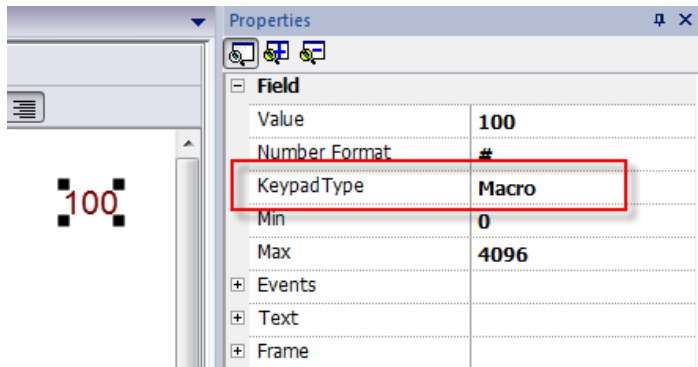 Properties
Field
Value 100
Number Format #
KeypadType Macro
100
Min 0
Max 4096
Events
Text
Frame